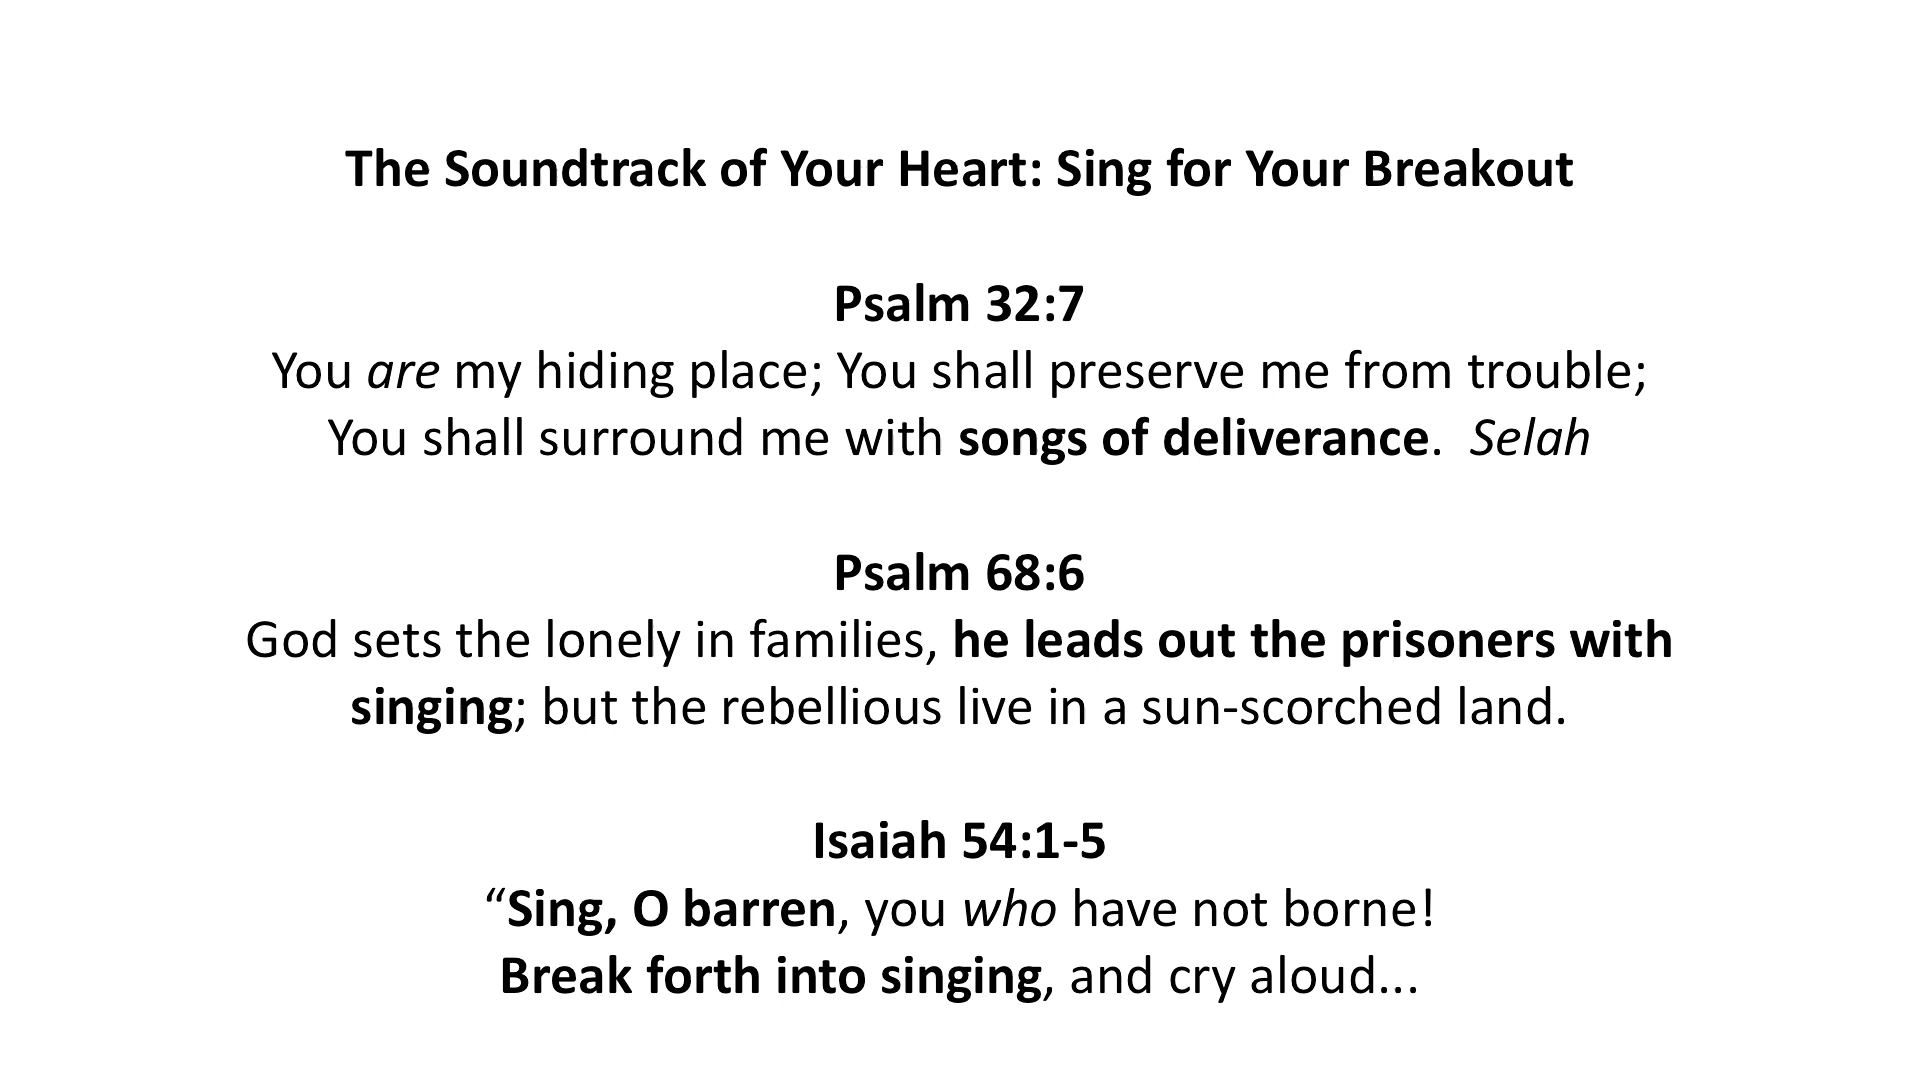 The Soundtrack of Your Heart: Sing for Your Breakout
Psalm 32:7
You are my hiding place; You shall preserve me from trouble;
You shall surround me with songs of deliverance.  Selah
Psalm 68:6
God sets the lonely in families, he leads out the prisoners with
singing; but the rebellious live in a sun-scorched land.
Isaiah 54:1-5
“Sing, O barren, you who have not borne!
Break forth into singing, and cry aloud...